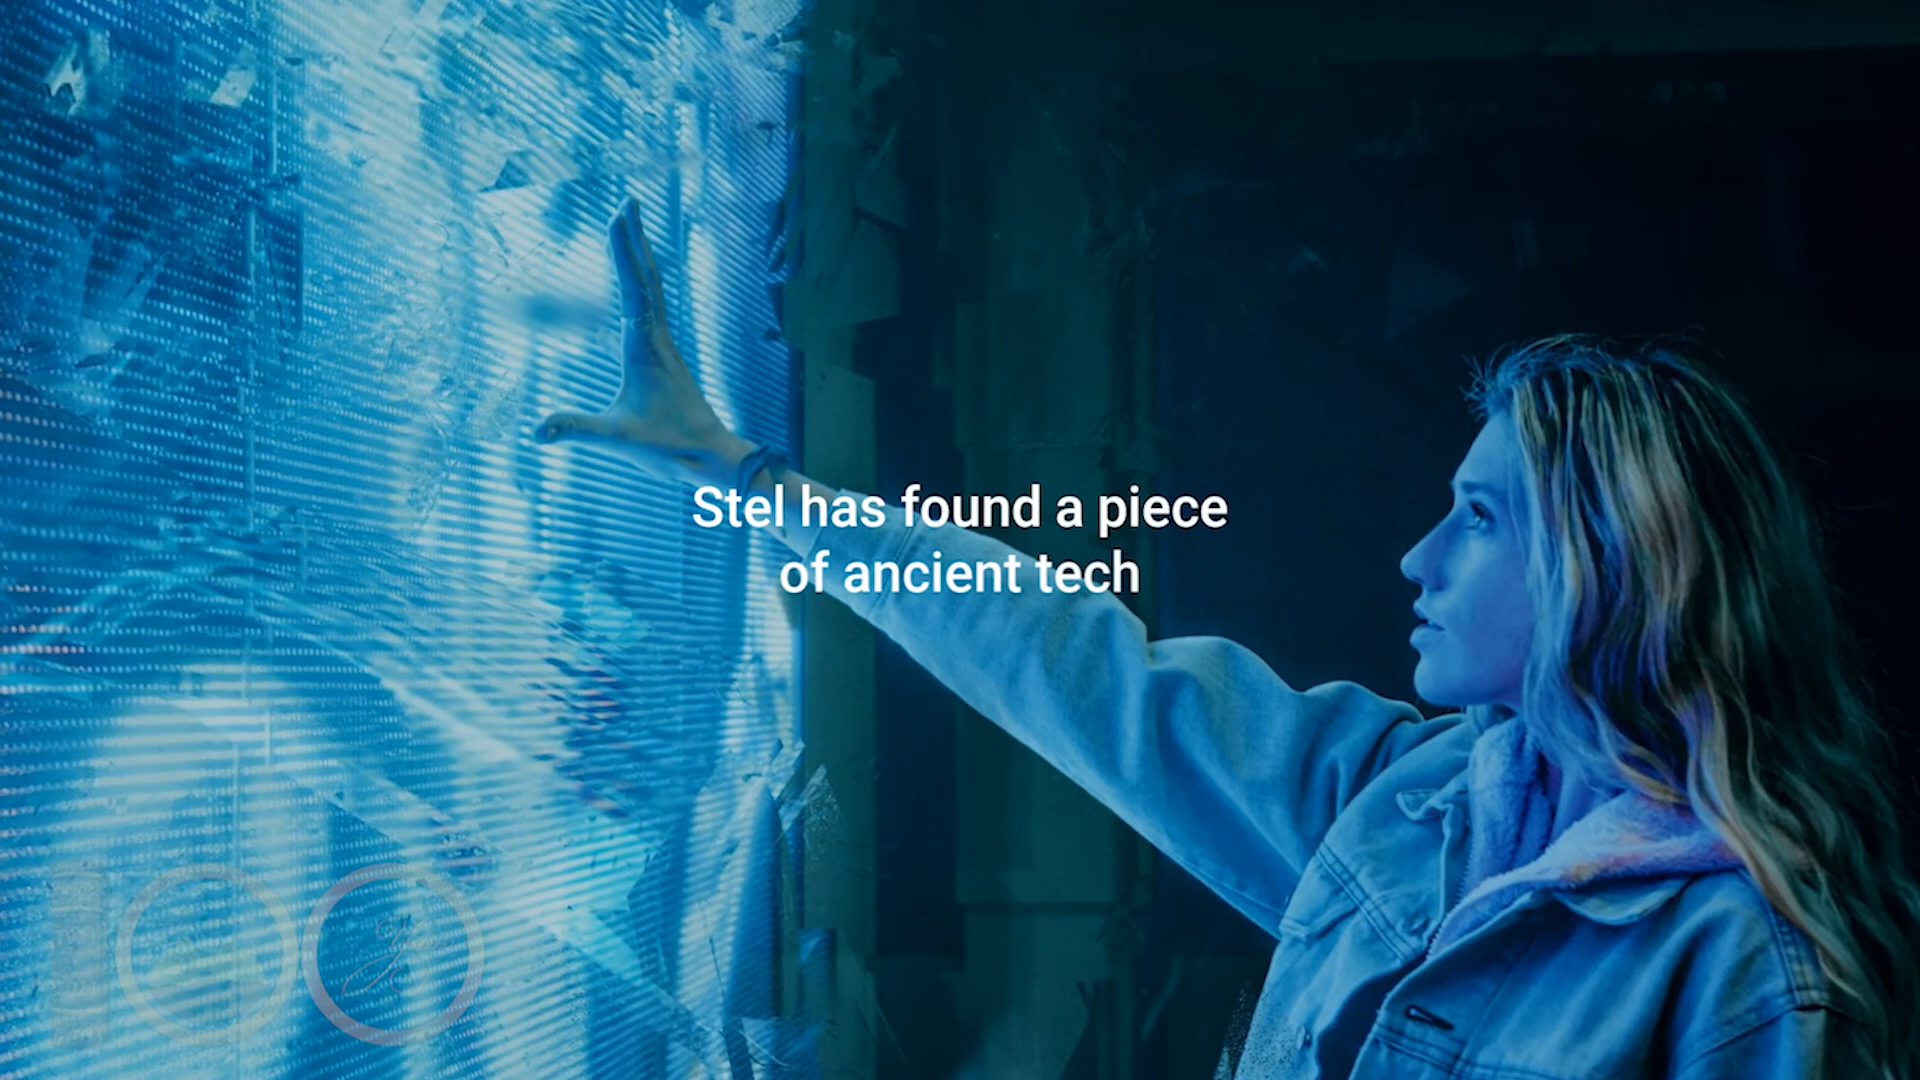 Stel has found a piece
of ancient tech